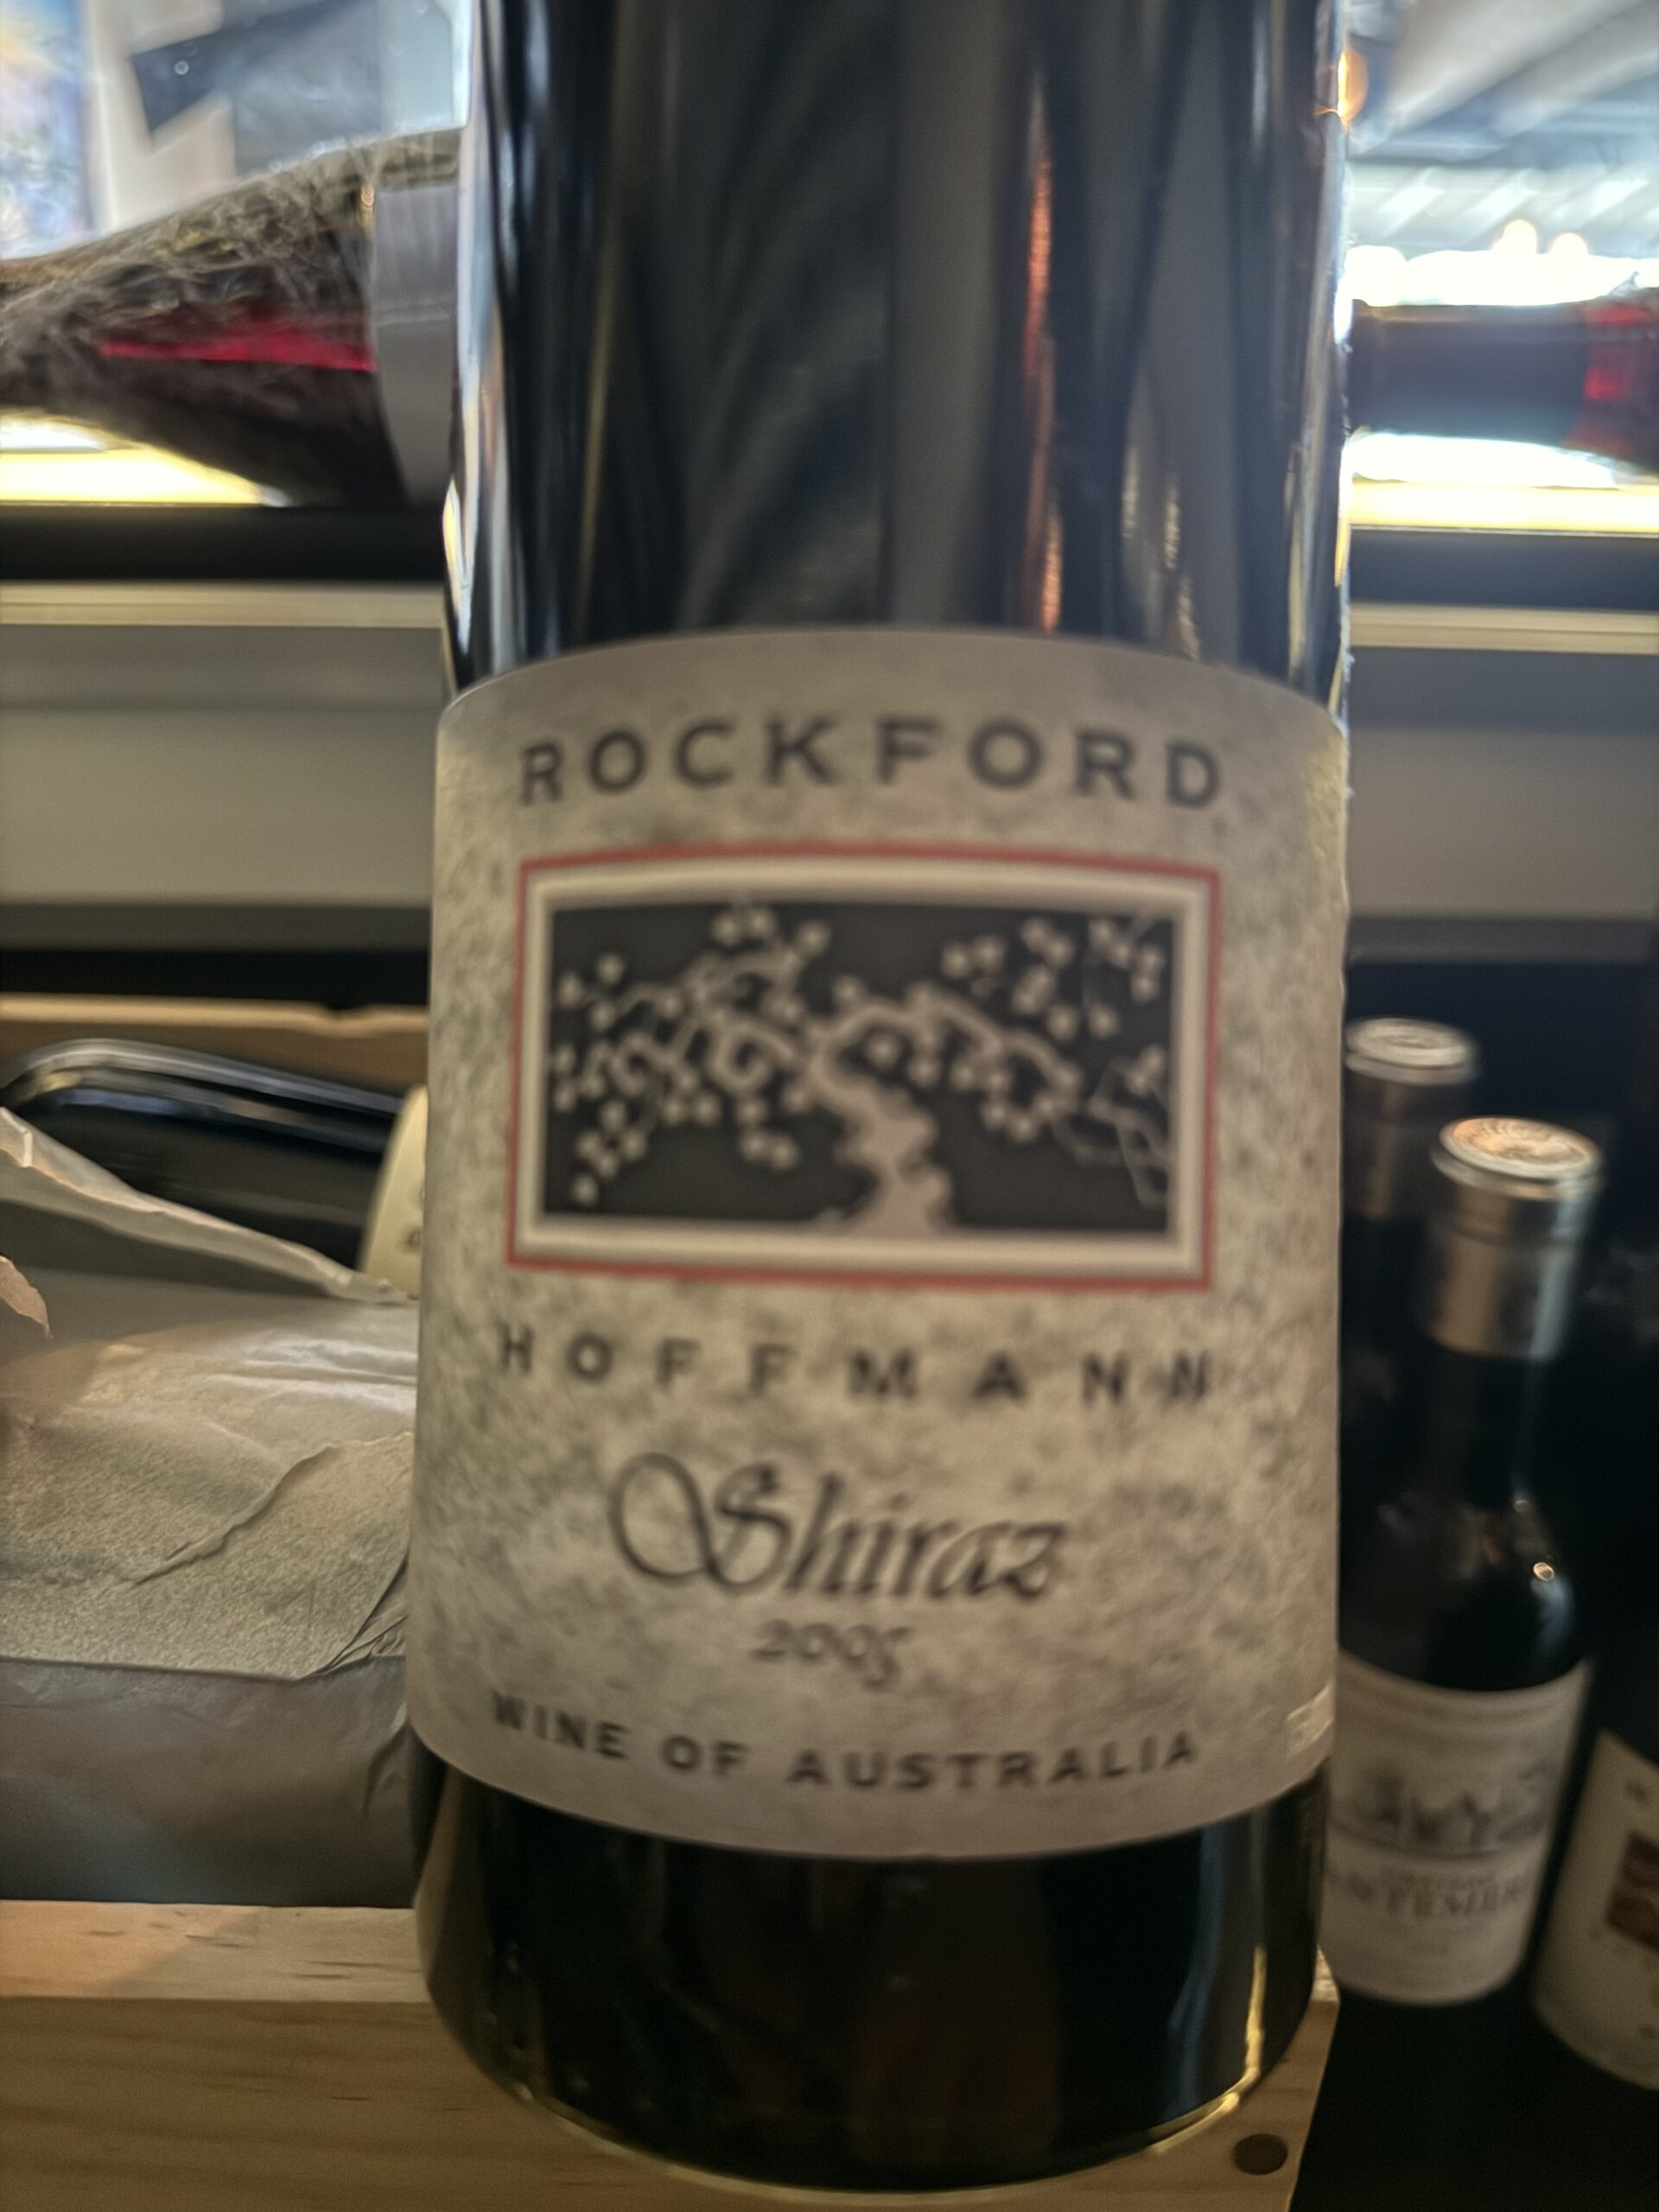 ROCKFORD
HOFFMANN
Shiraz
2005
WINE OF AUSTRALIA